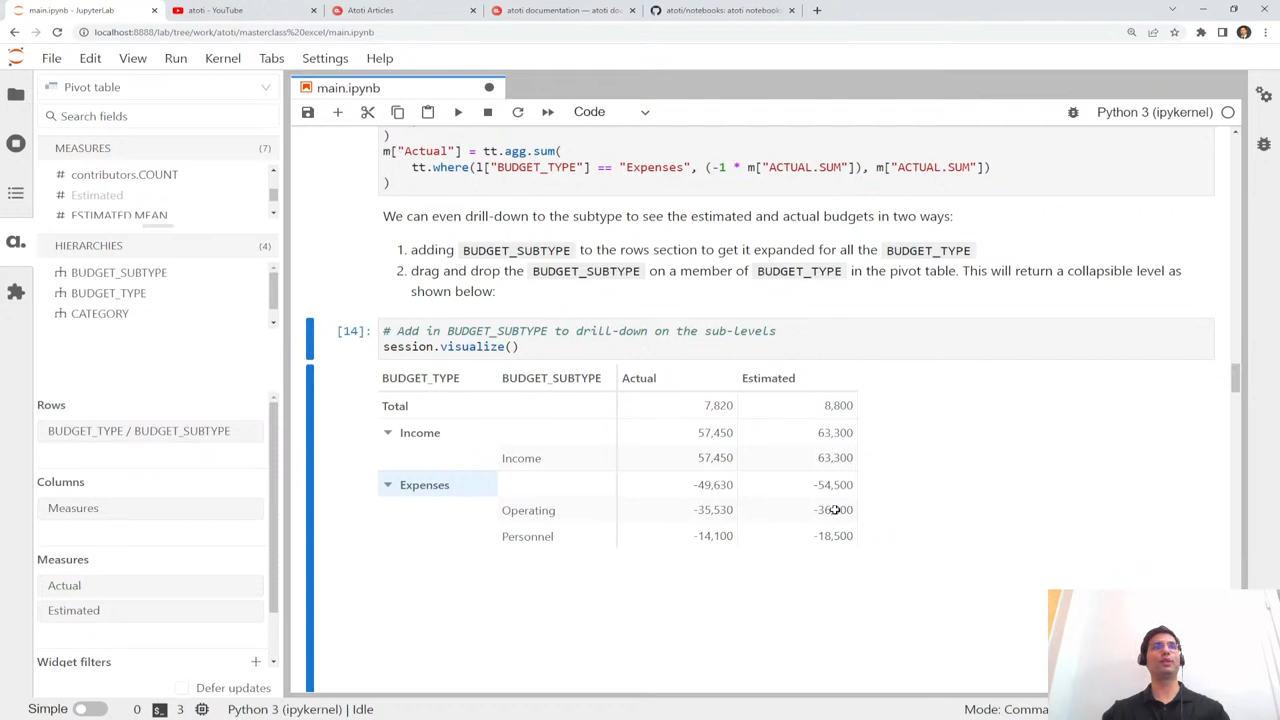 main.ipynb - JupyterLab
atoti - YouTube
Atoti Articles
atoti documentation — atoti doc
atoti/notebooks: atoti notebook
localhost:8888/lab/tree/work/atoti/masterclass%20excel/main.ipynb
File Edit View Run Kernel Tabs Settings Help
Pivot table
Search fields
MEASURES (7)
contributors.COUNT
Estimated
ESTIMATED.MEAN
HIERARCHIES (4)
BUDGET_SUBTYPE
BUDGET_TYPE
CATEGORY
Rows
BUDGET_TYPE / BUDGET_SUBTYPE
Columns
Measures
Measures
Actual
Estimated
Widget filters
Defer updates
main.ipynb
Code
Python 3 (ipykernel)
)
m["Actual"] = tt.agg.sum(
tt.where(l["BUDGET_TYPE"] == "Expenses", (-1 * m["ACTUAL.SUM"]), m["ACTUAL.SUM"])
)
We can even drill-down to the subtype to see the estimated and actual budgets in two ways:
1. adding BUDGET_SUBTYPE to the rows section to get it expanded for all the BUDGET_TYPE
2. drag and drop the BUDGET_SUBTYPE on a member of BUDGET_TYPE in the pivot table. This will return a collapsible level as
shown below:
[14]: # Add in BUDGET_SUBTYPE to drill-down on the sub-levels
session.visualize()
BUDGET_TYPE BUDGET_SUBTYPE Actual Estimated
Total 7,820 8,800
Income 57,450 63,300
Income 57,450 63,300
Expenses -49,630 -54,500
Operating -35,530
Personnel -14,100 -18,500
Simple 0 3 Python 3 (ipykernel) | Idle
Mode: Comma